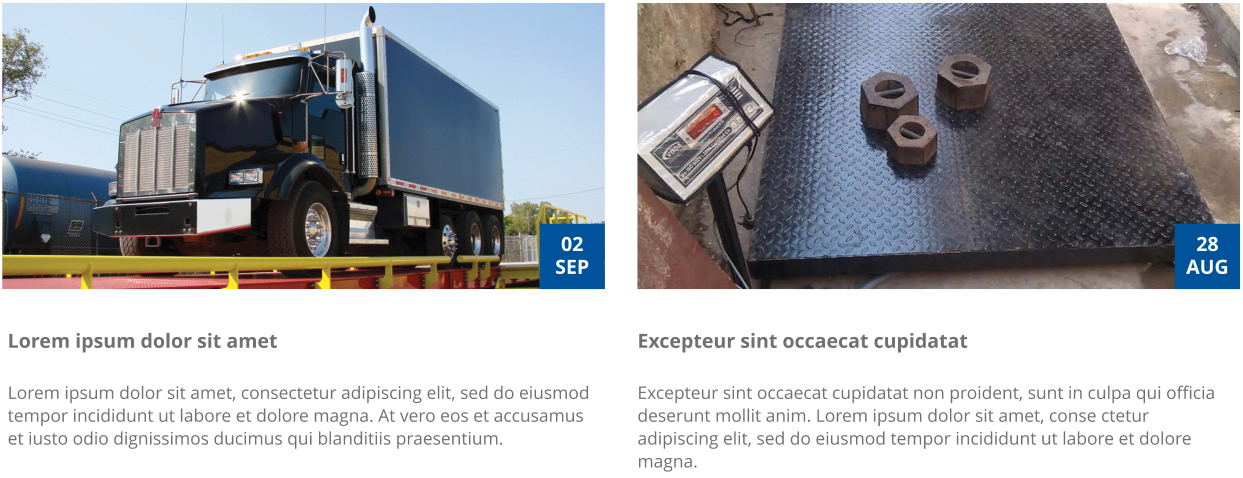 02
SEP
28
AUG
Lorem ipsum dolor sit amet
Lorem ipsum dolor sit amet, consectetur adipiscing elit, sed do eiusmod
tempor incididunt ut labore et dolore magna. At vero eos et accusamus
et iusto odio dignissimos ducimus qui blanditiis praesentium.
Excepteur sint occaecat cupidatat
Excepteur sint occaecat cupidatat non proident, sunt in culpa qui officia
deserunt mollit anim. Lorem ipsum dolor sit amet, conse ctetur
adipiscing elit, sed do eiusmod tempor incididunt ut labore et dolore
magna.